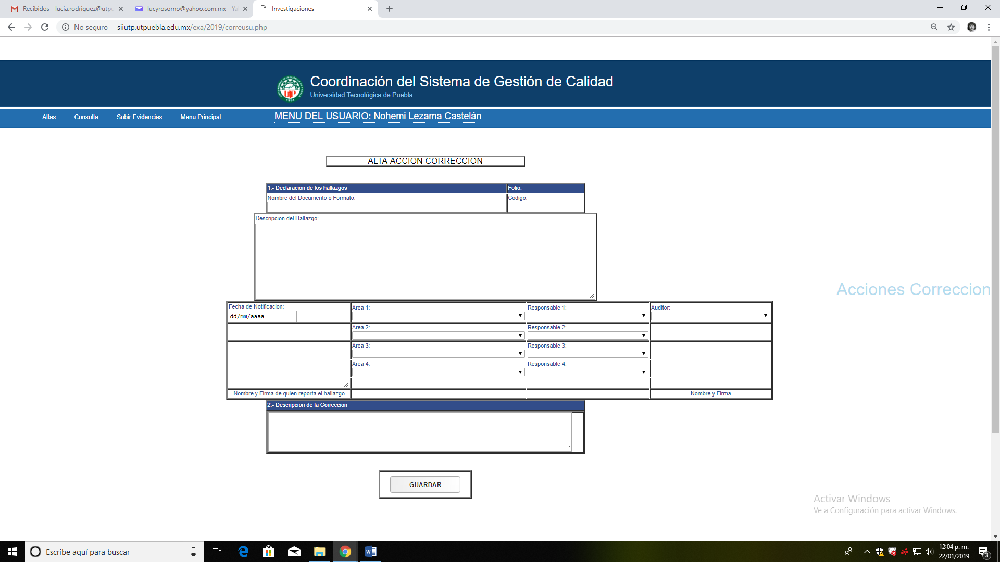 Recibidos - lucia.rodriguez@utp
lucyrosorno@yahoo.com.mx - Ya
Investigaciones
No seguro
siiutp.utpuebla.edu.mx/exa/2019/correusu.php
Coordinación del Sistema de Gestión de Calidad
Universidad Tecnológica de Puebla
Altas Consulta Subir Evidencias Menu Principal MENU DEL USUARIO: Nohemi Lezama Castelán
ALTA ACCION CORRECCION
1.- Declaracion de los hallazgos Folio:
Nombre del Documento o Formato: Codigo:
Descripcion del Hallazgo:
Acciones Correccion
Fecha de Notificacion: Area 1: Responsable 1: Auditor:
dd/mm/aaaa
Area 2: Responsable 2:
Area 3: Responsable 3:
Area 4: Responsable 4:
Nombre y Firma de quien reporta el hallazgo Nombre y Firma
2.- Descripcion de la Correccion
GUARDAR
Activar Windows
Ve a Configuración para activar Windows.
Escribe aquí para buscar
12:04 p. m.
22/01/2019
3